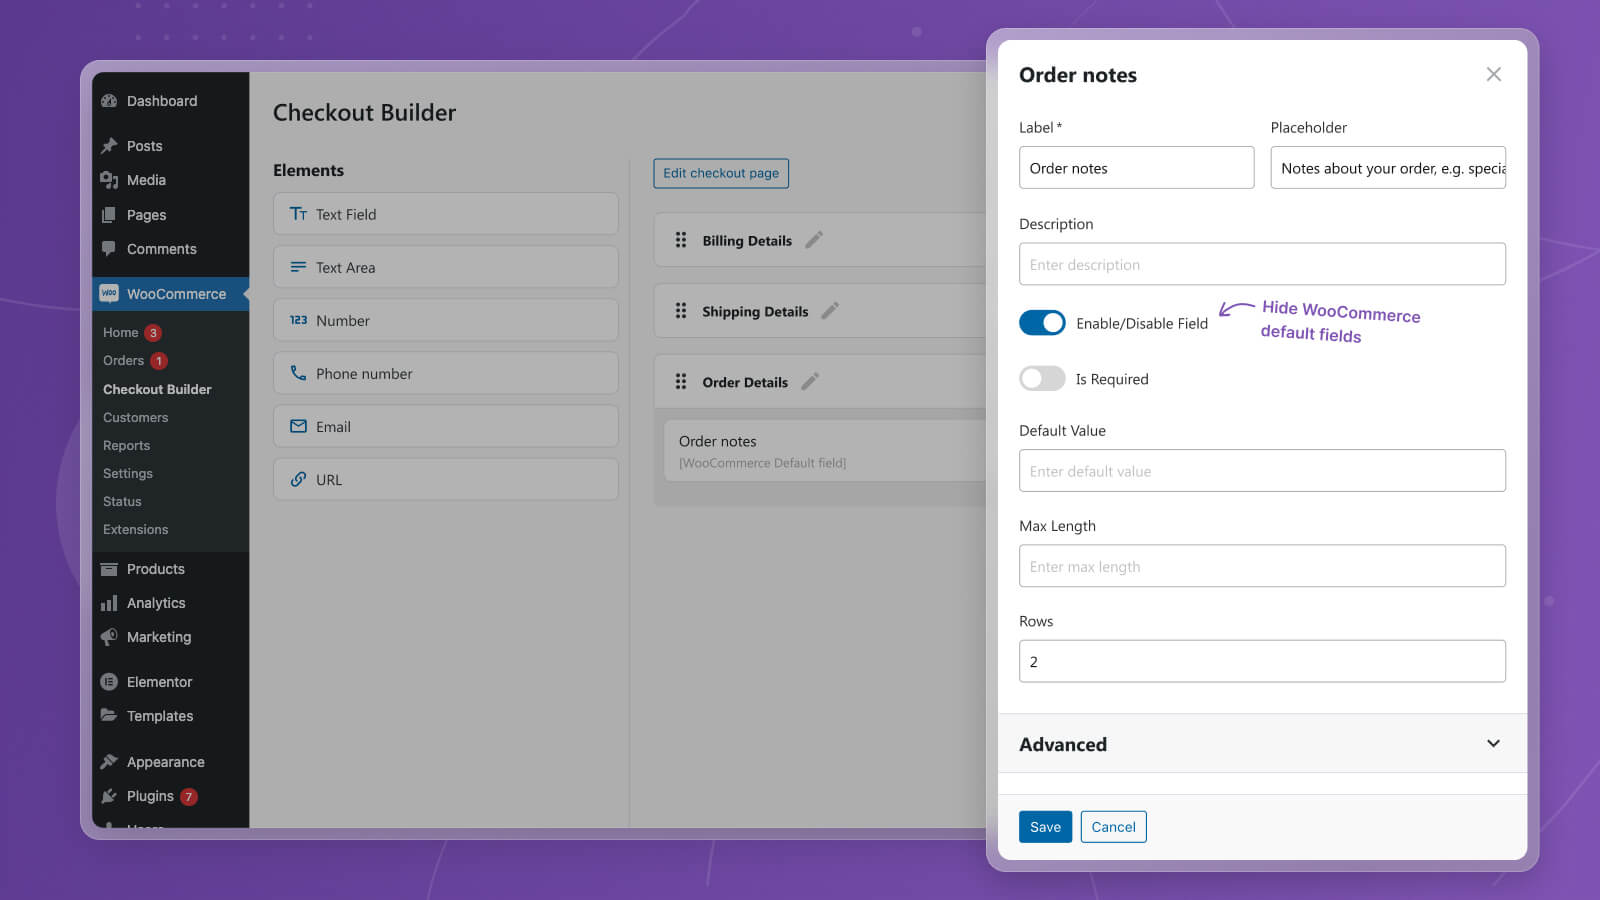 Dashboard
Posts
Media
Pages
Comments
woo WooCommerce
Home 3
Orders 1
Checkout Builder
Customers
Reports
Settings
Status
Extensions
Products
Analytics
Marketing
Elementor
Templates
Appearance
Plugins 7
Checkout Builder
Elements
Text Field
Text Area
123 Number
Phone number
Email
URL
Edit checkout page
Billing Details
Shipping Details
Order Details
Order notes
[WooCommerce Default field]
Order notes
Label *
Order notes
Placeholder
Notes about your order, e.g. specia
Description
Enter description
Enable/Disable Field
Hide WooCommerce
default fields
Is Required
Default Value
Enter default value
Max Length
Enter max length
Rows
2
Advanced
Save
Cancel